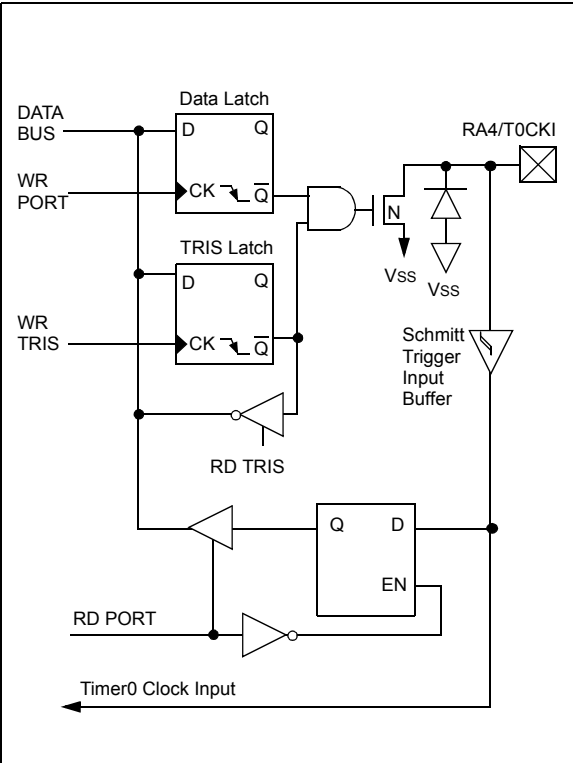 Data Latch
DATA
BUS
D
Q
RA4/T0CKI
WR
PORT
CK
Q
N
VSS
VSS
TRIS Latch
D
Q
WR
TRIS
CK
Q
Schmitt
Trigger
Input
Buffer
RD TRIS
Q
D
EN
RD PORT
Timer0 Clock Input